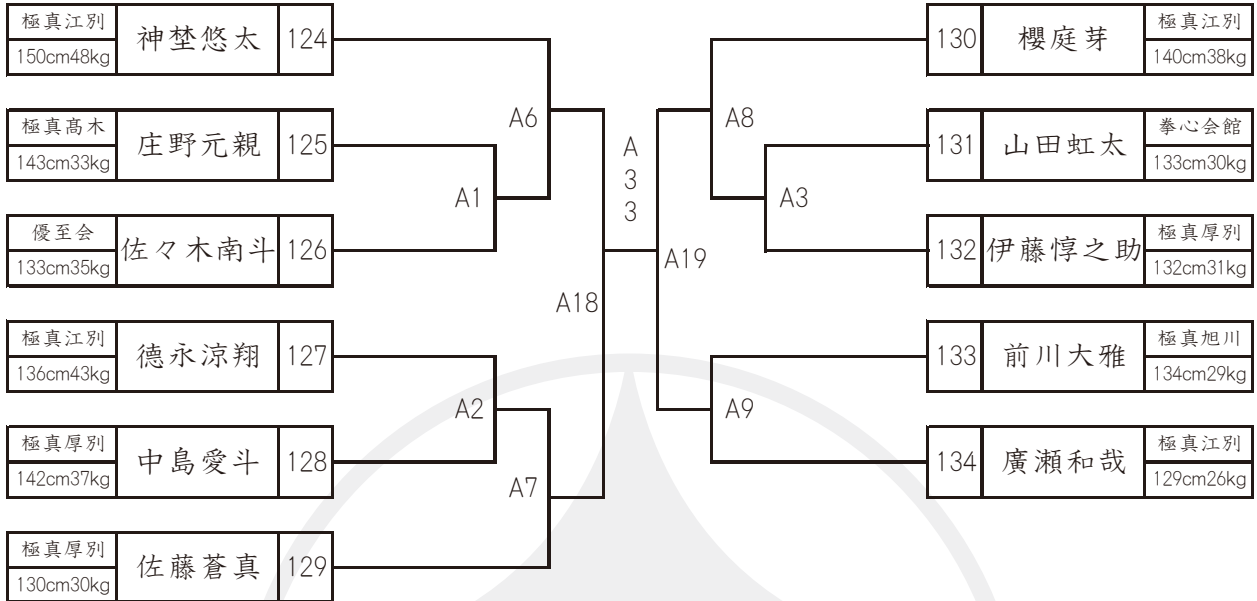 極真江別
150cm48kg
神埜悠太
124
極真髙木
143cm33kg
庄野元親
125
優至会
133cm35kg
佐々木南斗
126
極真江別
136cm43kg
德永涼翔
127
極真厚別
142cm37kg
中島愛斗
128
極真厚別
130cm30kg
佐藤蒼真
129
A6
A1
A2
A7
A18
A
3
3
A19
A8
A3
A9
130
櫻庭芽
極真江別
140cm38kg
131
山田虹太
拳心会館
133cm30kg
132
伊藤惇之助
極真厚別
132cm31kg
133
前川大雅
極真旭川
134cm29kg
134
廣瀬和哉
極真江別
129cm26kg